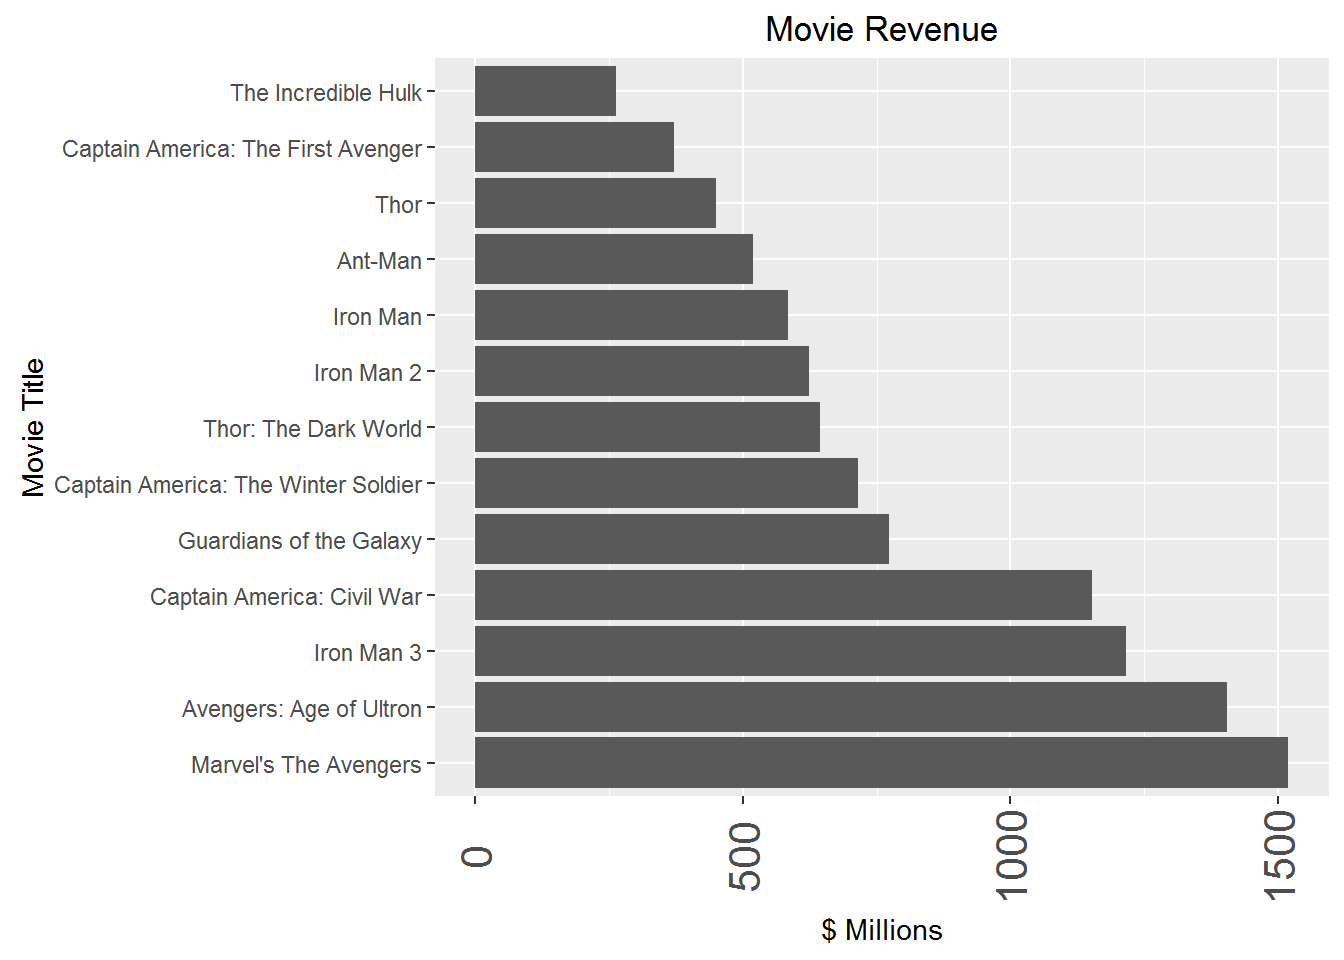 Movie Revenue
The Incredible Hulk
Captain America: The First Avenger
Thor
Ant-Man
Iron Man
Iron Man 2
Thor: The Dark World
Captain America: The Winter Soldier
Guardians of the Galaxy
Captain America: Civil War
Iron Man 3
Avengers: Age of Ultron
Marvel's The Avengers
Movie Title
0
500
1000
1500
$ Millions